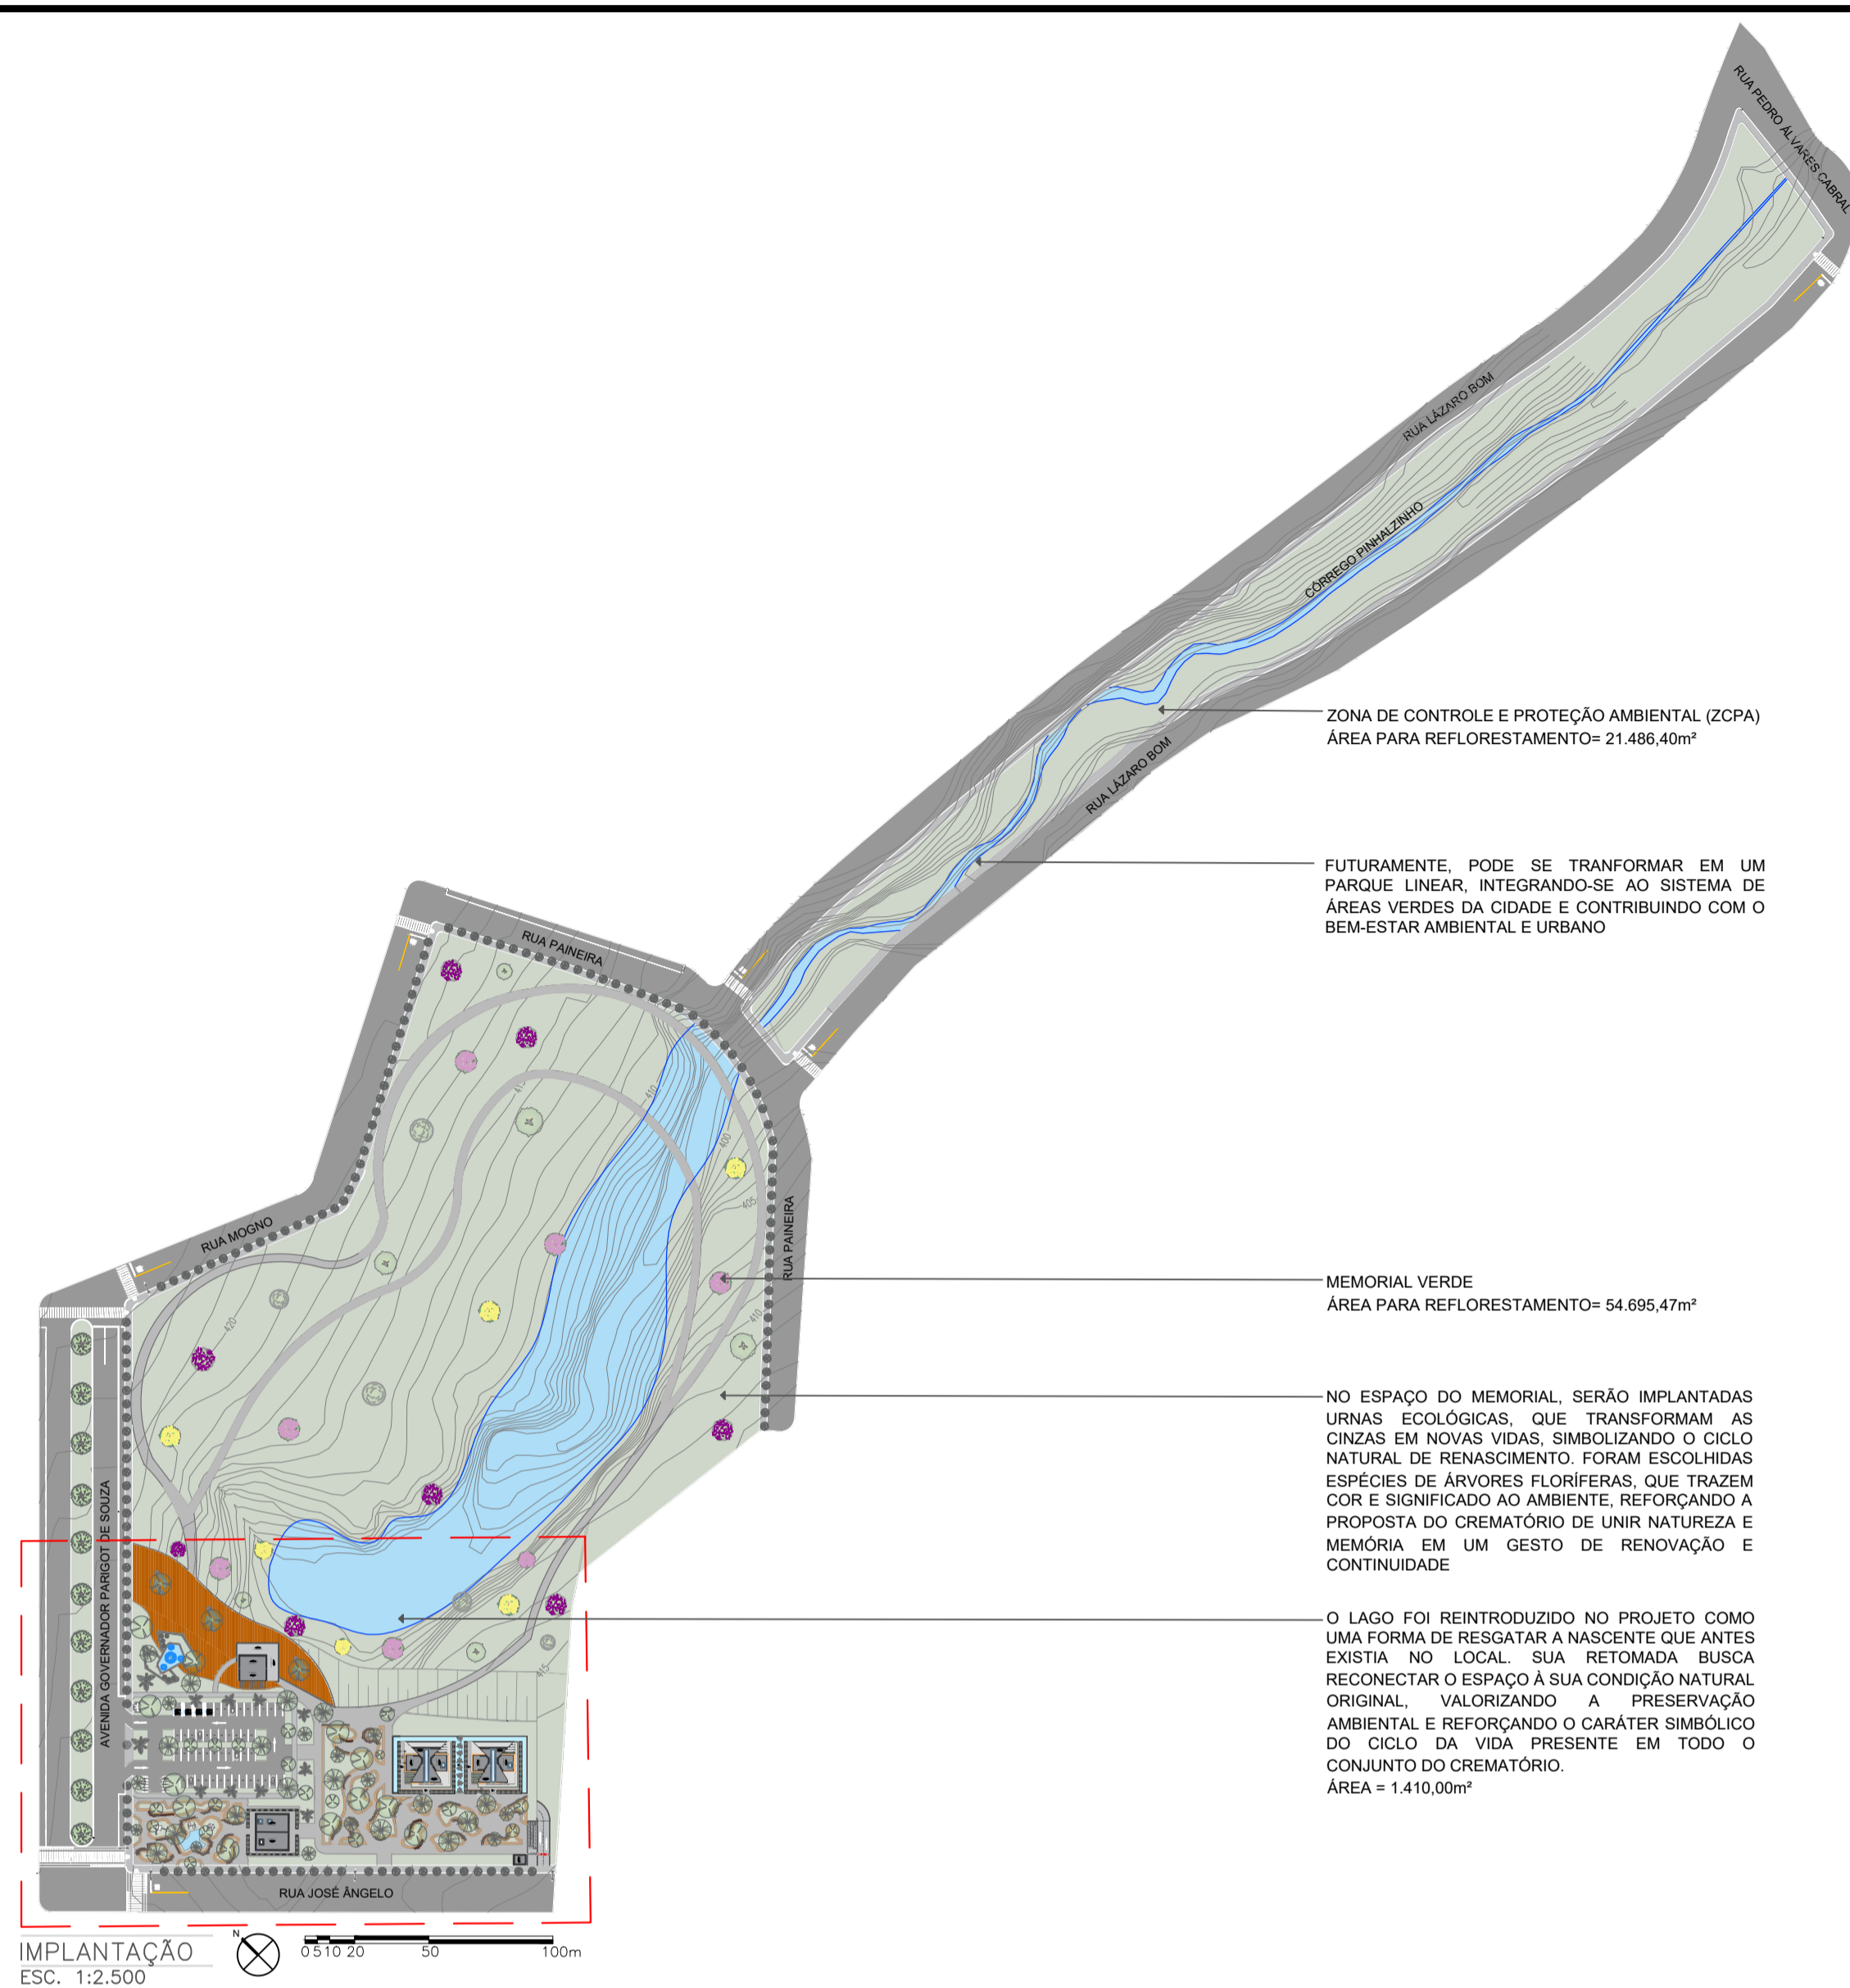 RUA PEDRO ÁLVARES CABRAL
RUA LÁZARO BOM
CÓRREGO PINHALZINHO
RUA LÁZARO BOM
ZONA DE CONTROLE E PROTEÇÃO AMBIENTAL (ZCPA)
ÁREA PARA REFLORESTAMENTO= 21.486,40m²
FUTURAMENTE, PODE SE TRANFORMAR EM UM
PARQUE LINEAR, INTEGRANDO-SE AO SISTEMA DE
ÁREAS VERDES DA CIDADE E CONTRIBUINDO COM O
BEM-ESTAR AMBIENTAL E URBANO
RUA PAINEIRA
415
410
400
405
RUA PAINEIRA
RUA MOGNO
MEMORIAL VERDE
ÁREA PARA REFLORESTAMENTO= 54.695,47m²
410
420
NO ESPAÇO DO MEMORIAL, SERÃO IMPLANTADAS
URNAS ECOLÓGICAS, QUE TRANSFORMAM AS
CINZAS EM NOVAS VIDAS, SIMBOLIZANDO O CICLO
NATURAL DE RENASCIMENTO. FORAM ESCOLHIDAS
ESPÉCIES DE ÁRVORES FLORÍFERAS, QUE TRAZEM
COR E SIGNIFICADO AO AMBIENTE, REFORÇANDO A
PROPOSTA DO CREMATÓRIO DE UNIR NATUREZA E
MEMÓRIA EM UM GESTO DE RENOVAÇÃO E
CONTINUIDADE
AVENIDA GOVERNADOR PARIGOT DE SOUZA
O LAGO FOI REINTRODUZIDO NO PROJETO COMO
UMA FORMA DE RESGATAR A NASCENTE QUE ANTES
EXISTIA NO LOCAL. SUA RETOMADA BUSCA
RECONECTAR O ESPAÇO À SUA CONDIÇÃO NATURAL
ORIGINAL, VALORIZANDO A PRESERVAÇÃO
AMBIENTAL E REFORÇANDO O CARÁTER SIMBÓLICO
DO CICLO DA VIDA PRESENTE EM TODO O
CONJUNTO DO CREMATÓRIO.
ÁREA = 1.410,00m²
415
RUA JOSÉ ÂNGELO
IMPLANTAÇÃO
ESC. 1:2.500
N
0 5 10 20 50 100m